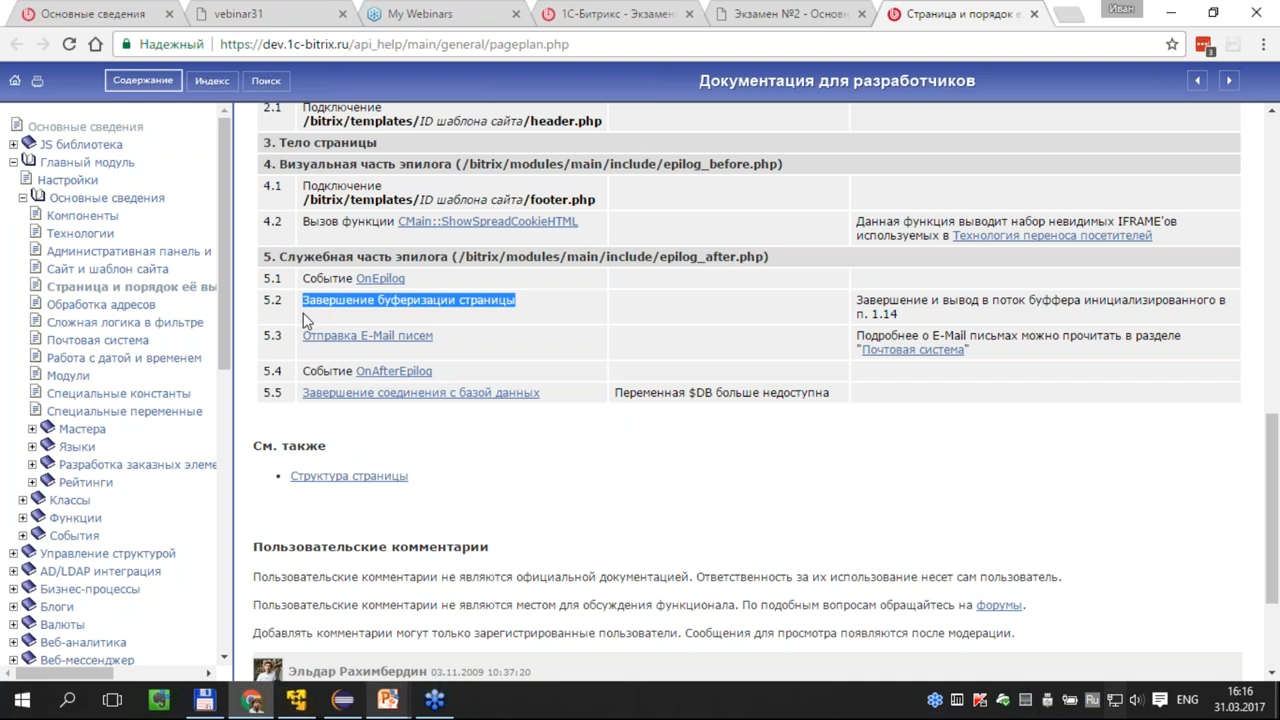 Основные сведения
vebinar31
My Webinars
1С-Битрикс - Экзамен
Экзамен №2 - Основн
Страница и порядок е
Иван
Надежный
https://dev.1c-bitrix.ru/api_help/main/general/pageplan.php
3
Содержание
Индекс
Поиск
Документация для разработчиков
Основные сведения
JS библиотека
Главный модуль
Настройки
Основные сведения
Компоненты
Технологии
Административная панель и
Сайт и шаблон сайта
Страница и порядок её вы
Обработка адресов
Сложная логика в фильтре
Почтовая система
Работа с датой и временем
Модули
Специальные константы
Специальные переменные
Мастера
Языки
Разработка заказных элеме
Рейтинги
Классы
Функции
События
Управление структурой
AD/LDAP интеграция
Бизнес-процессы
Блоги
Валюты
Веб-аналитика
Веб-мессенджер
2.1 Подключение
/bitrix/templates/ID шаблона сайта/header.php
3. Тело страницы
4. Визуальная часть эпилога (/bitrix/modules/main/include/epilog_before.php)
4.1 Подключение
/bitrix/templates/ID шаблона сайта/footer.php
4.2 Вызов функции CMain::ShowSpreadCookieHTML Данная функция выводит набор невидимых IFRAME'ов
используемых в Технология переноса посетителей
5. Служебная часть эпилога (/bitrix/modules/main/include/epilog_after.php)
5.1 Событие OnEpilog
5.2 Завершение буферизации страницы Завершение и вывод в поток буффера инициализированного в
п. 1.14
5.3 Отправка E-Mail писем Подробнее о E-Mail письмах можно прочитать в разделе
"Почтовая система"
5.4 Событие OnAfterEpilog
5.5 Завершение соединения с базой данных Переменная $DB больше недоступна
См. также
• Структура страницы
Пользовательские комментарии
Пользовательские комментарии не являются официальной документацией. Ответственность за их использование несет сам пользователь.
Пользовательские комментарии не являются местом для обсуждения функционала. По подобным вопросам обращайтесь на форумы.
Добавлять комментарии могут только зарегистрированные пользователи. Сообщения для просмотра появляются после модерации.
Эльдар Рахимбердин 03.11.2009 10:37:20
Ru
ENG
16:16
31.03.2017